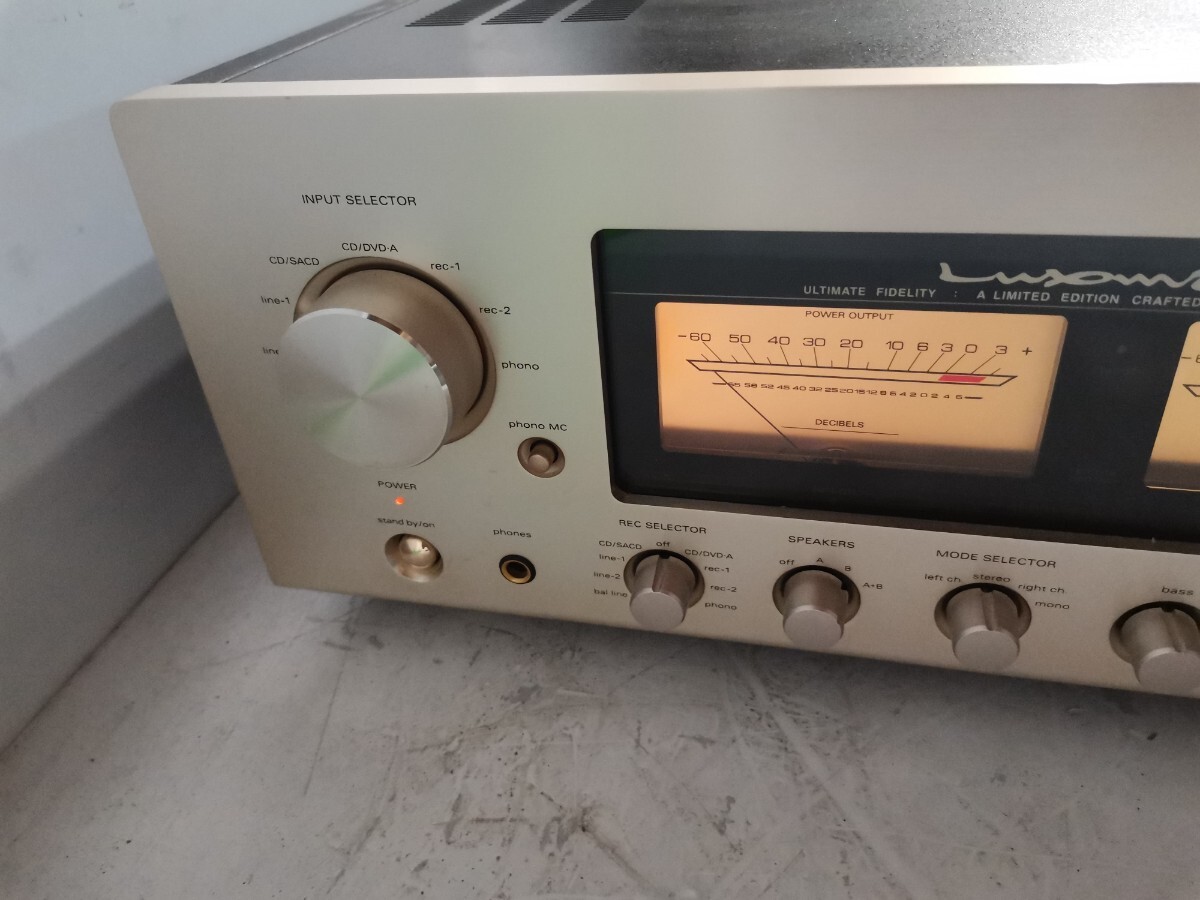 INPUT SELECTOR
CD/DVD·A
CD/SACD
rec-1
line-1
rec-2
phono
phono MC
POWER
stand by/on
phones
ULTIMATE FIDELITY : A LIMITED EDITION CRAFTED
POWER OUTPUT
-60 50 40 30 20 10 6 3 0 3 +
DECIBELS
REC SELECTOR
CD/SACD off CD/DVD·A
line-1 rec-1
line-2 rec-2
bal line phono
SPEAKERS
off A B A+B
MODE SELECTOR
left ch. stereo right ch.
mono
bass